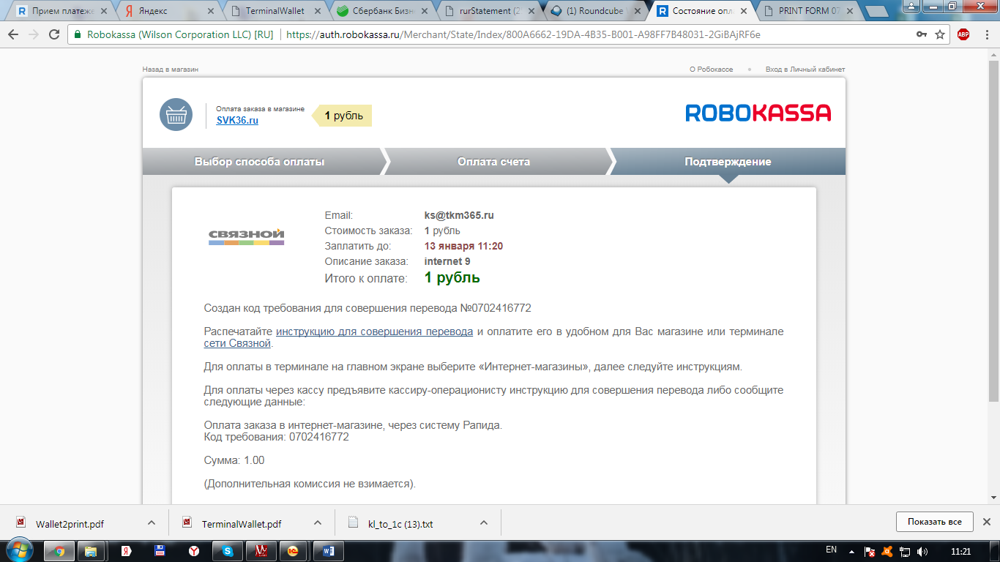 Прием платеже
Яндекс
TerminalWallet
Сбербанк Бизн
rurStatement (2
(1) Roundcube
Состояние опл
PRINT FORM 07
Robokassa (Wilson Corporation LLC) [RU]
https://auth.robokassa.ru/Merchant/State/Index/800A6662-19DA-4B35-B001-A98FF7B48031-2GiBAjRF6e
ABP
Назад в магазин
О Робокассе
Вход в Личный кабинет
Оплата заказа в магазине
SVK36.ru
1 рубль
ROBOKASSA
Выбор способа оплаты
Оплата счета
Подтверждение
СВЯЗНОЙ
Email: ks@tkm365.ru
Стоимость заказа: 1 рубль
Заплатить до: 13 января 11:20
Описание заказа: internet 9
Итого к оплате: 1 рубль
Создан код требования для совершения перевода №0702416772
Распечатайте инструкцию для совершения перевода и оплатите его в удобном для Вас магазине или терминале
сети Связной.
Для оплаты в терминале на главном экране выберите «Интернет-магазины», далее следуйте инструкциям.
Для оплаты через кассу предъявите кассиру-операционисту инструкцию для совершения перевода либо сообщите
следующие данные:
Оплата заказа в интернет-магазине, через систему Рапида.
Код требования: 0702416772
Сумма: 1.00
(Дополнительная комиссия не взимается).
Wallet2print.pdf
TerminalWallet.pdf
kl_to_1c (13).txt
Показать все
EN
11:21